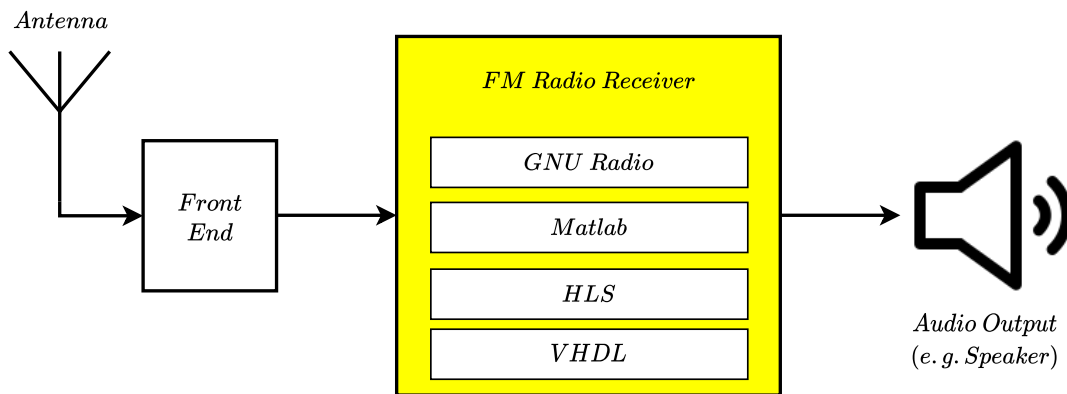 Antenna
Front
End
FM Radio Receiver
GNU Radio
Matlab
HLS
VHDL
Audio Output
(e.g. Speaker)